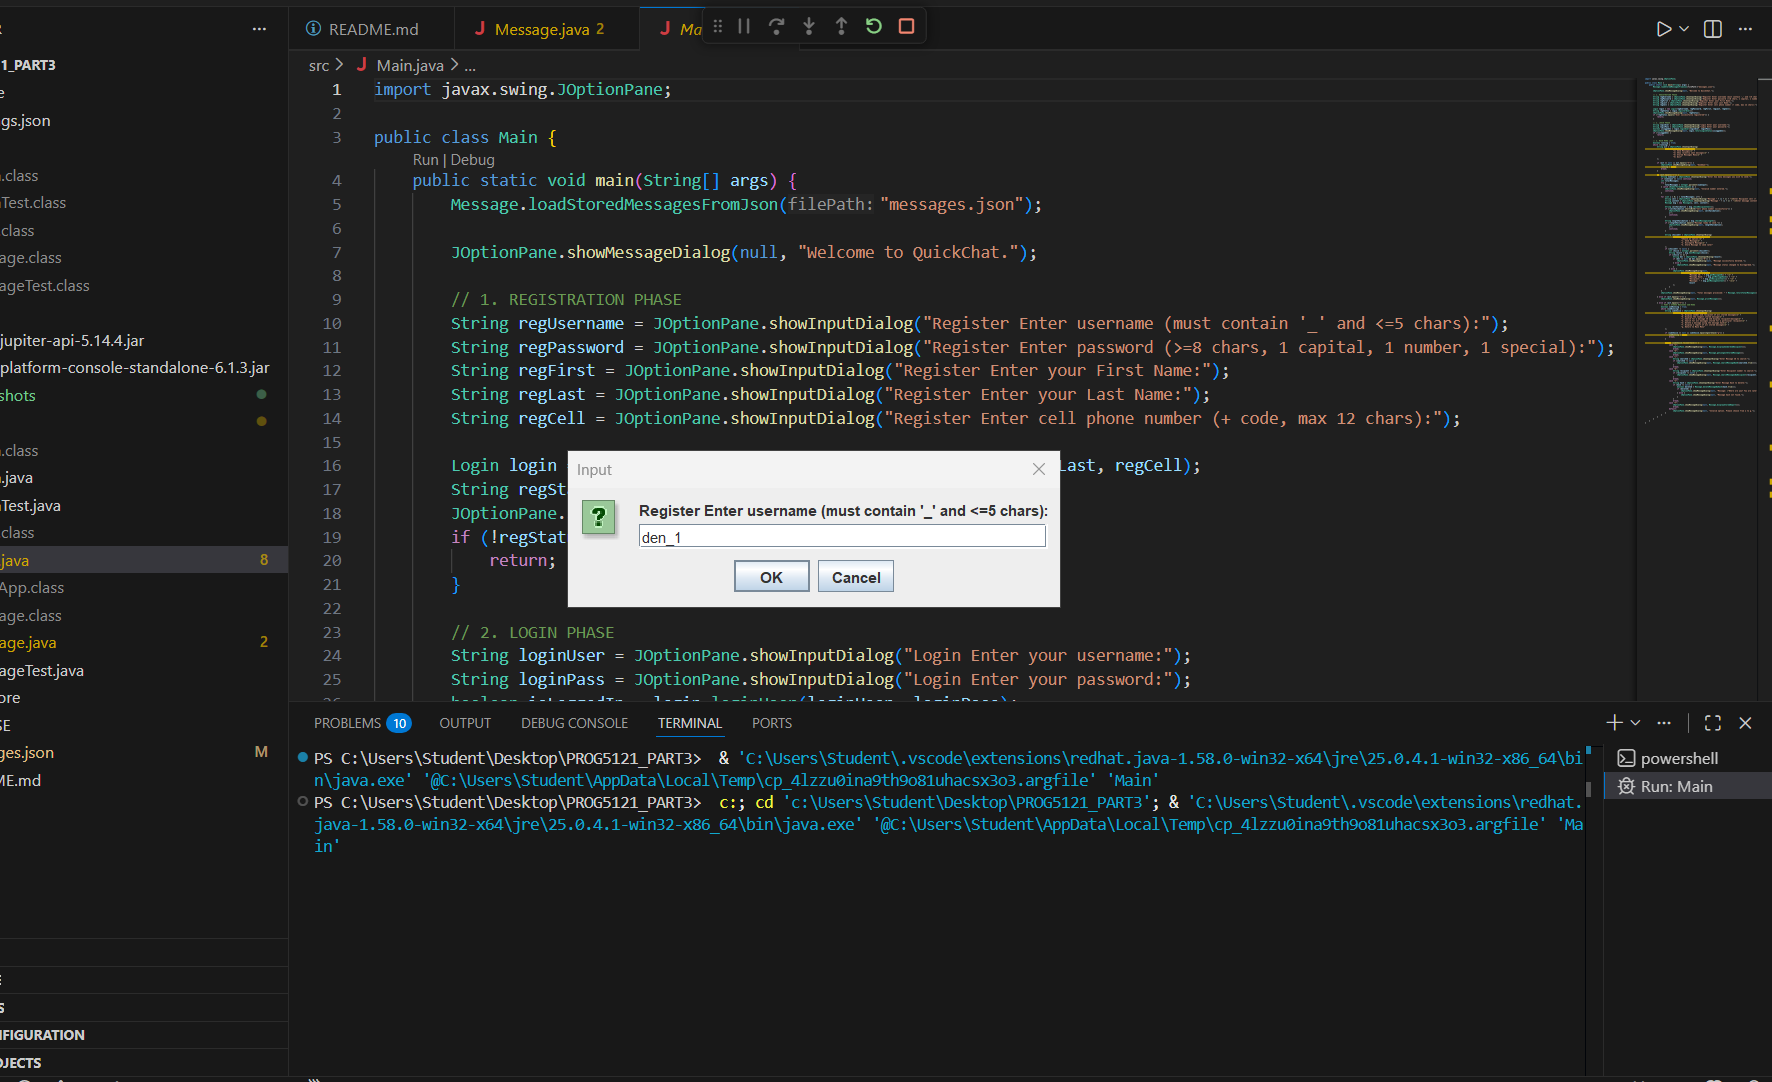 README.md
Message.java 2
Ma
src > Main.java > ...
1_PART3
e
gs.json
.class
Test.class
.class
age.class
ageTest.class
jupiter-api-5.14.4.jar
platform-console-standalone-6.1.3.jar
shots
.class
.java
Test.java
.class
.java 8
App.class
age.class
age.java 2
ageTest.java
ore
SE
ges.json M
ME.md
S
NFIGURATION
OJECTS
1 import javax.swing.JOptionPane;
2
3 public class Main {
Run | Debug
4 public static void main(String[] args) {
5 Message.loadStoredMessagesFromJson(filePath: "messages.json");
6
7 JOptionPane.showMessageDialog(null, "Welcome to QuickChat.");
8
9 // 1. REGISTRATION PHASE
10 String regUsername = JOptionPane.showInputDialog("Register Enter username (must contain '_' and <=5 chars):");
11 String regPassword = JOptionPane.showInputDialog("Register Enter password (>=8 chars, 1 capital, 1 number, 1 special):");
12 String regFirst = JOptionPane.showInputDialog("Register Enter your First Name:");
13 String regLast = JOptionPane.showInputDialog("Register Enter your Last Name:");
14 String regCell = JOptionPane.showInputDialog("Register Enter cell phone number (+ code, max 12 chars):");
15
16 Login login Last, regCell);
17 String regSt
18 JOptionPane.
19 if (!regStat
20 return;
21 }
22
23 // 2. LOGIN PHASE
24 String loginUser = JOptionPane.showInputDialog("Login Enter your username:");
25 String loginPass = JOptionPane.showInputDialog("Login Enter your password:");
Input
Register Enter username (must contain '_' and <=5 chars):
den_1
OK Cancel
PROBLEMS 10 OUTPUT DEBUG CONSOLE TERMINAL PORTS
PS C:\Users\Student\Desktop\PROG5121_PART3> & 'C:\Users\Student\.vscode\extensions\redhat.java-1.58.0-win32-x64\jre\25.0.4.1-win32-x86_64\bi
n\java.exe' '@C:\Users\Student\AppData\Local\Temp\cp_4lzzu0ina9th9o81uhacsx3o3.argfile' 'Main'
PS C:\Users\Student\Desktop\PROG5121_PART3> c:; cd 'c:\Users\Student\Desktop\PROG5121_PART3'; & 'C:\Users\Student\.vscode\extensions\redhat.
java-1.58.0-win32-x64\jre\25.0.4.1-win32-x86_64\bin\java.exe' '@C:\Users\Student\AppData\Local\Temp\cp_4lzzu0ina9th9o81uhacsx3o3.argfile' 'Ma
in'
powershell
Run: Main